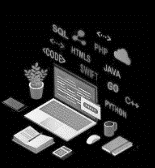 SQL
<···>
PHP
<···>
HTML5
<CODE>
SWIFT
JAVA
GO
C++
PYTHON